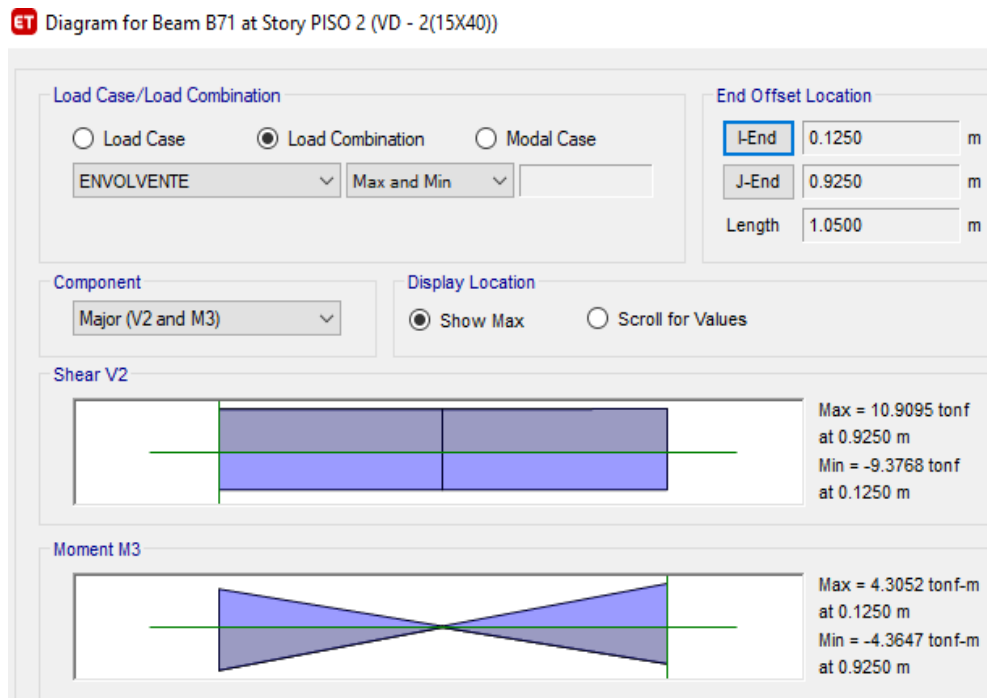 ET Diagram for Beam B71 at Story PISO 2 (VD - 2(15X40))
Load Case/Load Combination
Load Case
Load Combination
Modal Case
ENVOLVENTE
Max and Min
End Offset Location
I-End 0.1250 m
J-End 0.9250 m
Length 1.0500 m
Component
Major (V2 and M3)
Display Location
Show Max
Scroll for Values
Shear V2
Max = 10.9095 tonf
at 0.9250 m
Min = -9.3768 tonf
at 0.1250 m
Moment M3
Max = 4.3052 tonf-m
at 0.1250 m
Min = -4.3647 tonf-m
at 0.9250 m